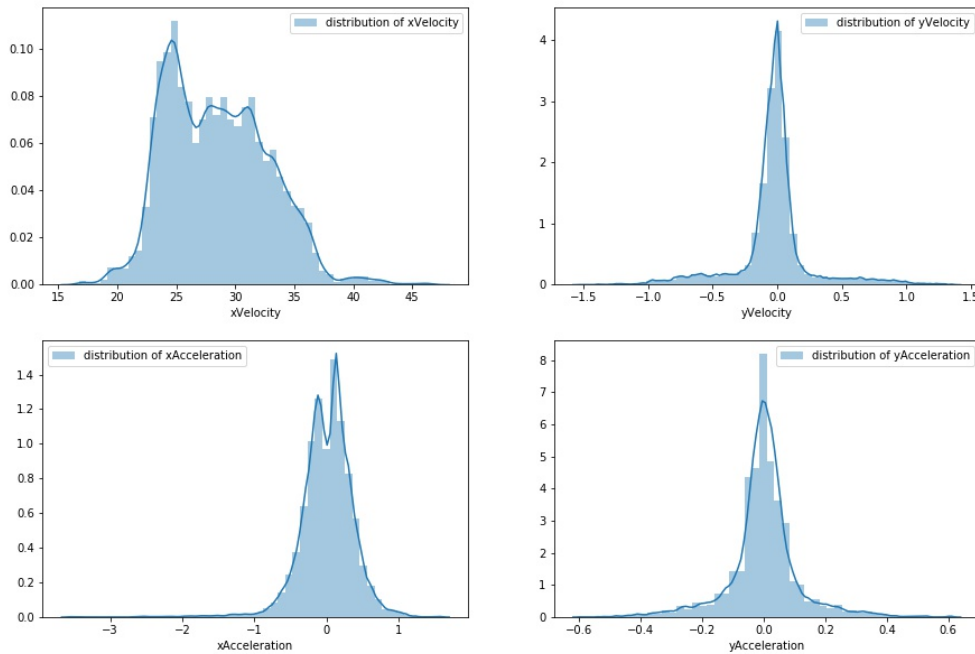 distribution of xVelocity
0.10
0.08
0.06
0.04
0.02
0.00
15 20 25 30 35 40 45
xVelocity
distribution of yVelocity
4
3
2
1
0
−1.5 −1.0 −0.5 0.0 0.5 1.0 1.5
yVelocity
distribution of xAcceleration
1.4
1.2
1.0
0.8
0.6
0.4
0.2
0.0
−3 −2 −1 0 1
xAcceleration
distribution of yAcceleration
8
7
6
5
4
3
2
1
0
−0.6 −0.4 −0.2 0.0 0.2 0.4 0.6
yAcceleration